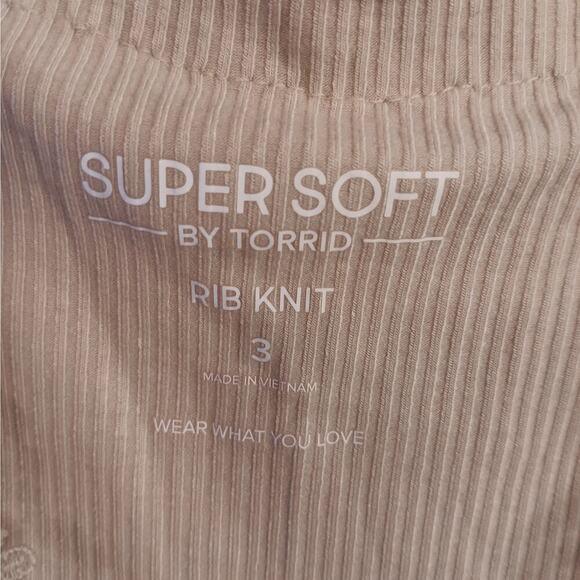 SUPER SOFT
BY TORRID
RIB KNIT
3
MADE IN VIETNAM
WEAR WHAT YOU LOVE